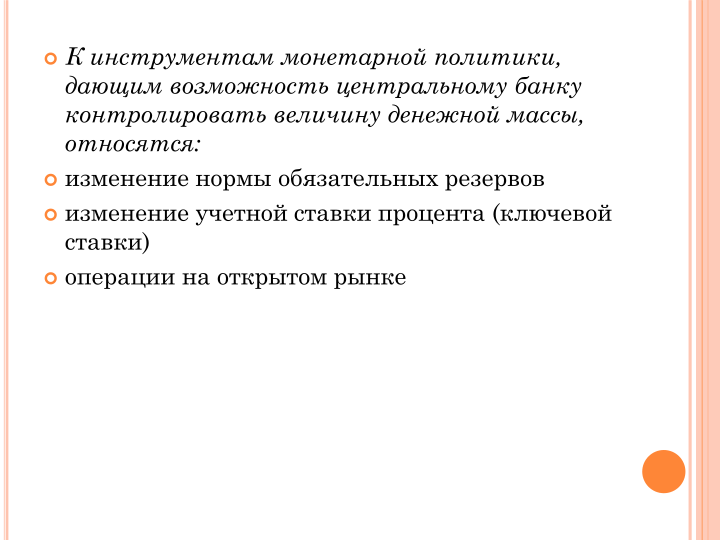 К инструментам монетарной политики,
дающим возможность центральному банку
контролировать величину денежной массы,
относятся:
изменение нормы обязательных резервов
изменение учетной ставки процента (ключевой
ставки)
операции на открытом рынке